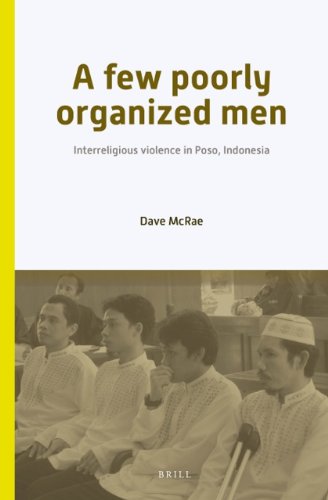 A few poorly
organized men
Interreligious violence in Poso, Indonesia
Dave McRae
BRILL